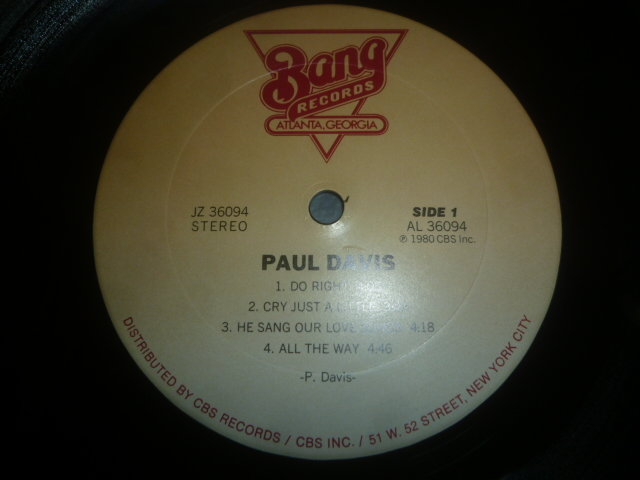 Bang
RECORDS
ATLANTA, GEORGIA
JZ 36094
STEREO
SIDE 1
AL 36094
℗ 1980 CBS Inc.
PAUL DAVIS
1. DO RIGH
2. CRY JUST A
3. HE SANG OUR LOVE 4:18
4. ALL THE WAY 4:46
-P. Davis-
DISTRIBUTED BY CBS RECORDS / CBS INC. / 51 W. 52 STREET, NEW YORK CITY